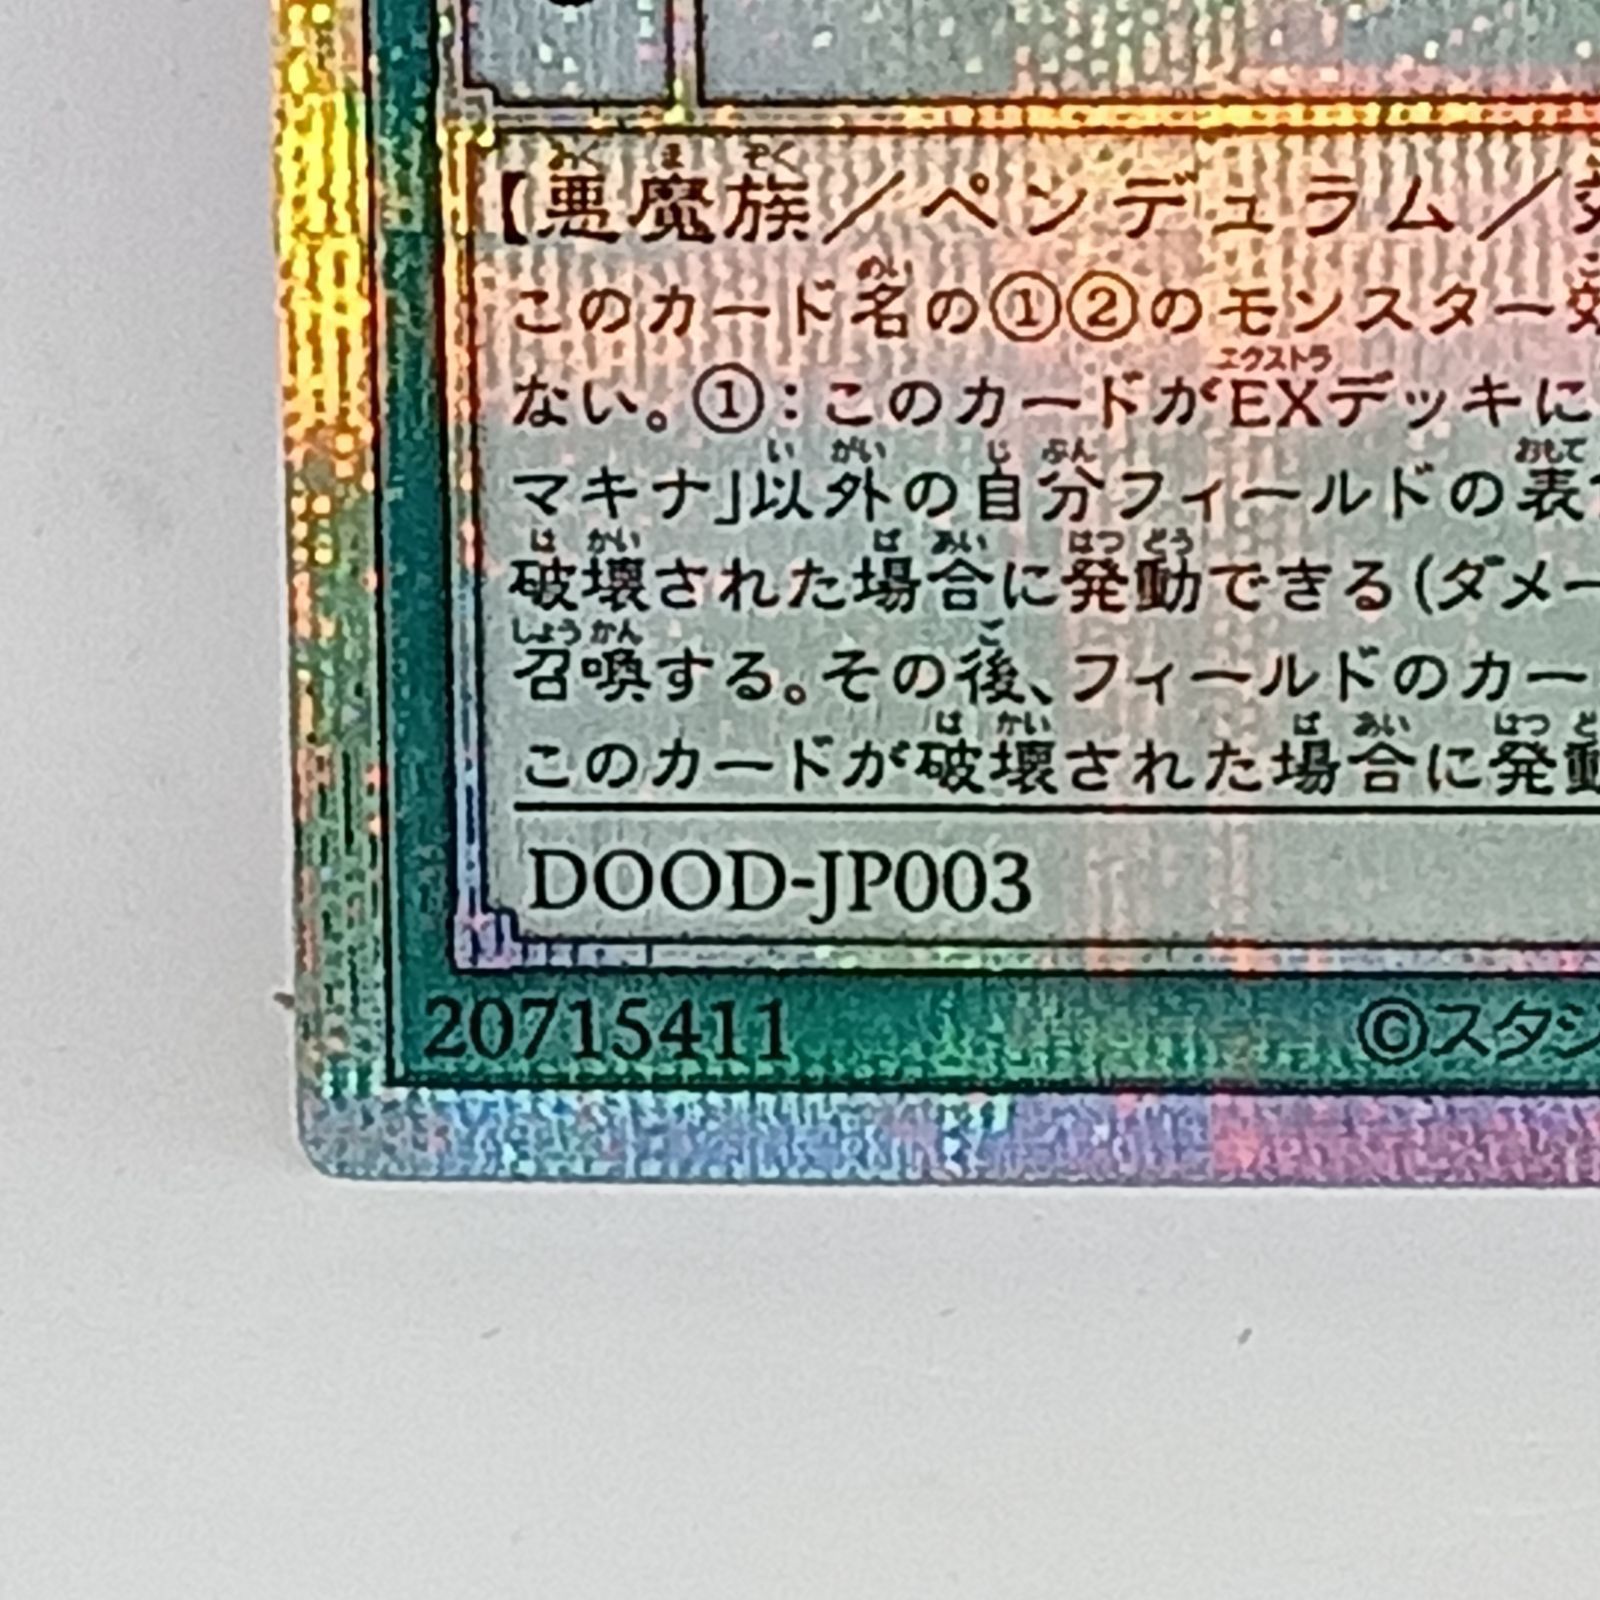 【悪魔族／ペンデュラム／効
このカード名の①②のモンスター効
ない。①：このカードがEXデッキに
マキナ」以外の自分フィールドの表
破壊された場合に発動できる（ダメー
召喚する。その後、フィールドのカー
このカードが破壊された場合に発動
DOOD-JP003
20715411
©スタジ